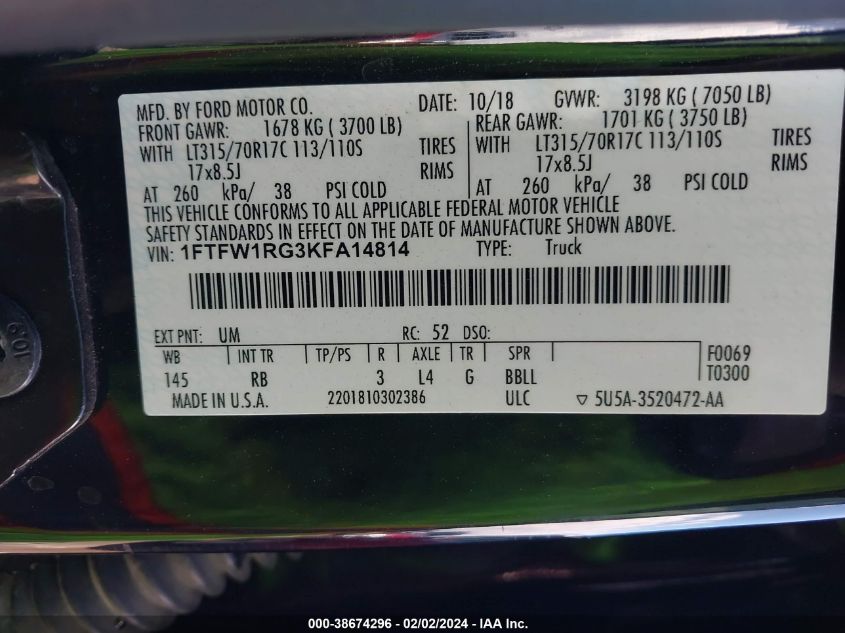 MFD. BY FORD MOTOR CO. DATE: 10/18 GVWR: 3198 KG ( 7050 LB)
FRONT GAWR: 1678 KG ( 3700 LB) REAR GAWR: 1701 KG ( 3750 LB)
WITH LT315/70R17C 113/110S TIRES WITH LT315/70R17C 113/110S TIRES
17x8.5J RIMS 17x8.5J RIMS
AT 260 kPa/ 38 PSI COLD AT 260 kPa/ 38 PSI COLD
THIS VEHICLE CONFORMS TO ALL APPLICABLE FEDERAL MOTOR VEHICLE
SAFETY STANDARDS IN EFFECT ON THE DATE OF MANUFACTURE SHOWN ABOVE.
VIN: 1FTFW1RG3KFA14814 TYPE: Truck
EXT PNT: UM RC: 52 DSO:
WB INT TR TP/PS R AXLE TR SPR F0069
145 RB 3 L4 G BBLL T0300
MADE IN U.S.A. 2201810302386 ULC ▽ 5U5A-3520472-AA
6101
000-38674296 - 02/02/2024 - IAA Inc.